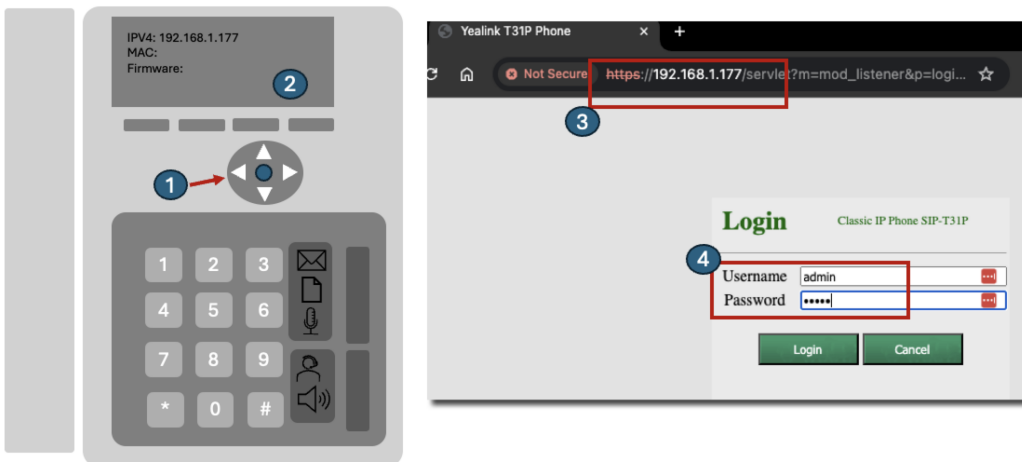 IPV4: 192.168.1.177
MAC:
Firmware:
2
1
1 2 3
4 5 6
7 8 9
* 0 #
Yealink T31P Phone
Not Secure https://192.168.1.177/servlet?m=mod_listener&p=logi...
3
Login Classic IP Phone SIP-T31P
4
Username admin
Password •••••
Login Cancel